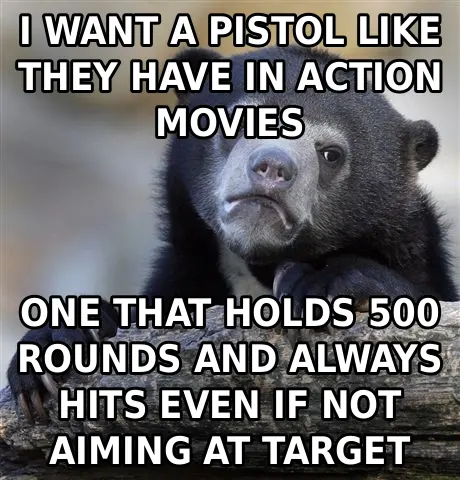 I WANT A PISTOL LIKE
THEY HAVE IN ACTION
MOVIES
ONE THAT HOLDS 500
ROUNDS AND ALWAYS
HITS EVEN IF NOT
AIMING AT TARGET